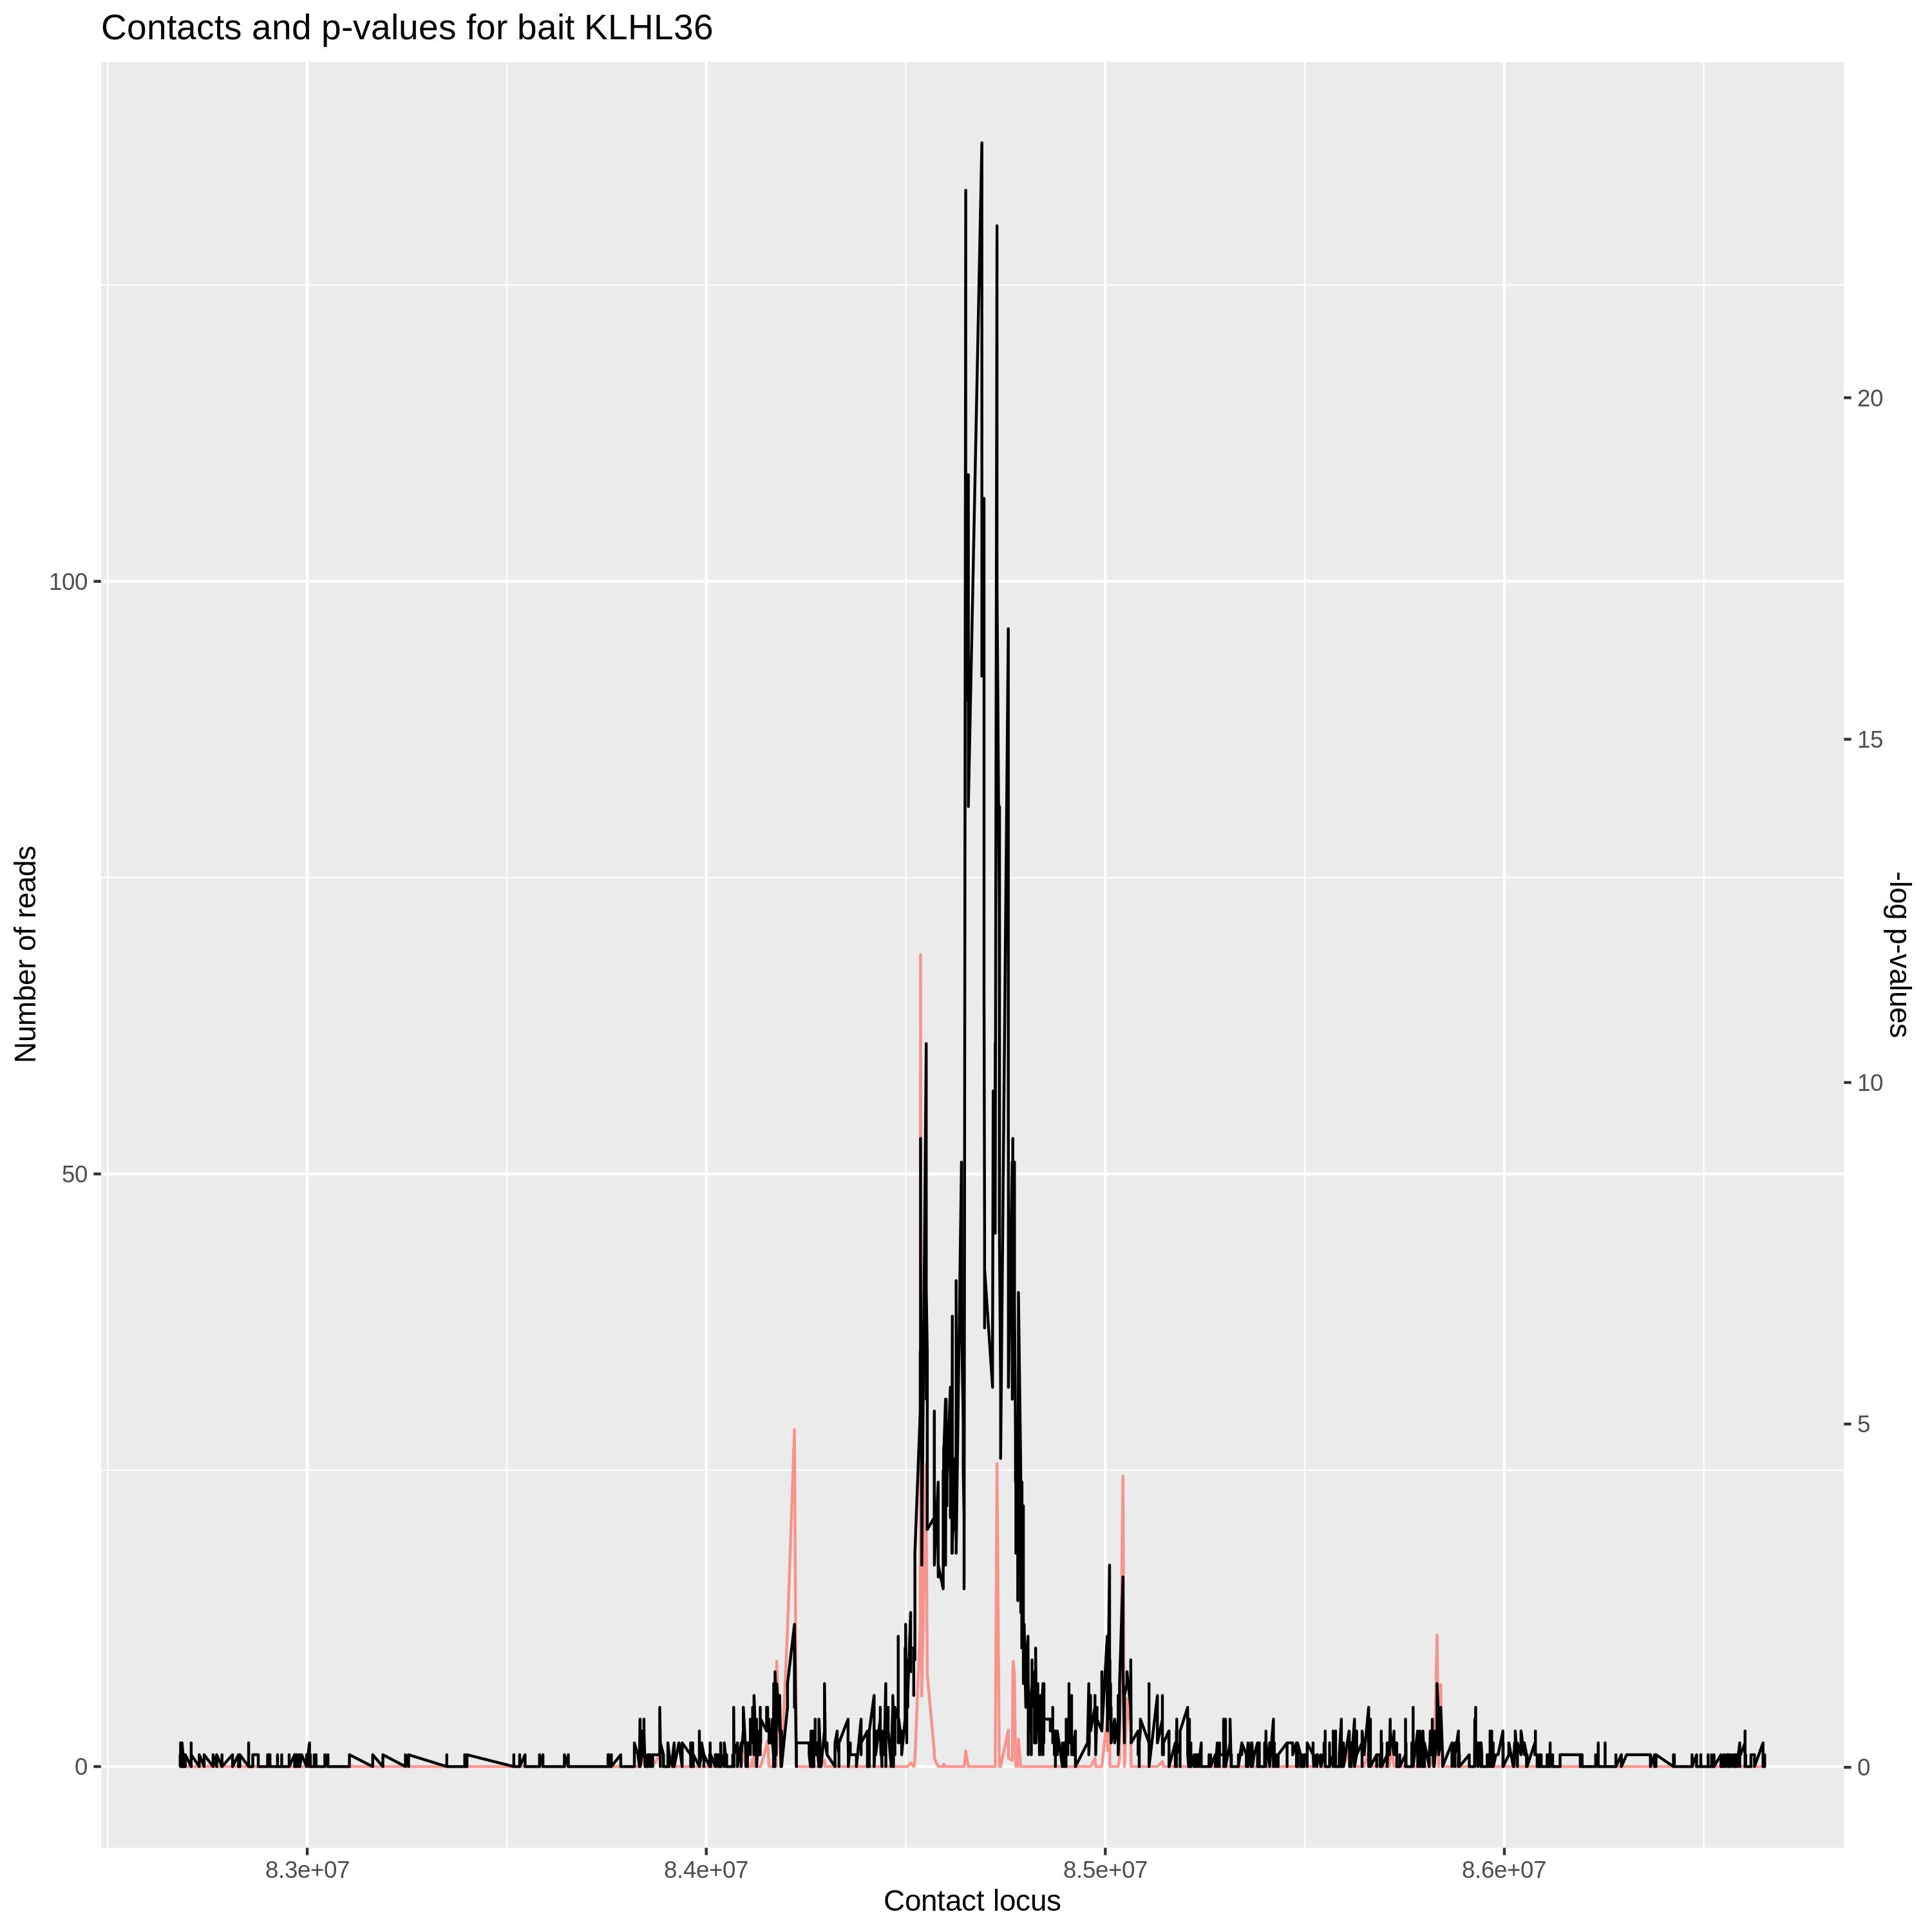 Contacts and p-values for bait KLHL36
Number of reads
100
50
0
20
15
10
5
0
-log p-values
8.3e+07
8.4e+07
8.5e+07
8.6e+07
Contact locus